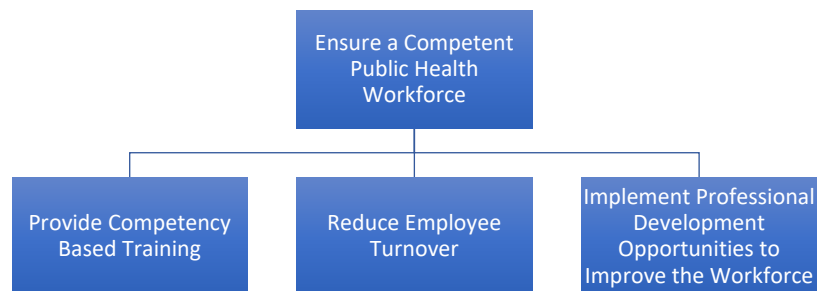 Ensure a Competent
Public Health
Workforce
Provide Competency
Based Training
Reduce Employee
Turnover
Implement Professional
Development
Opportunities to
Improve the Workforce